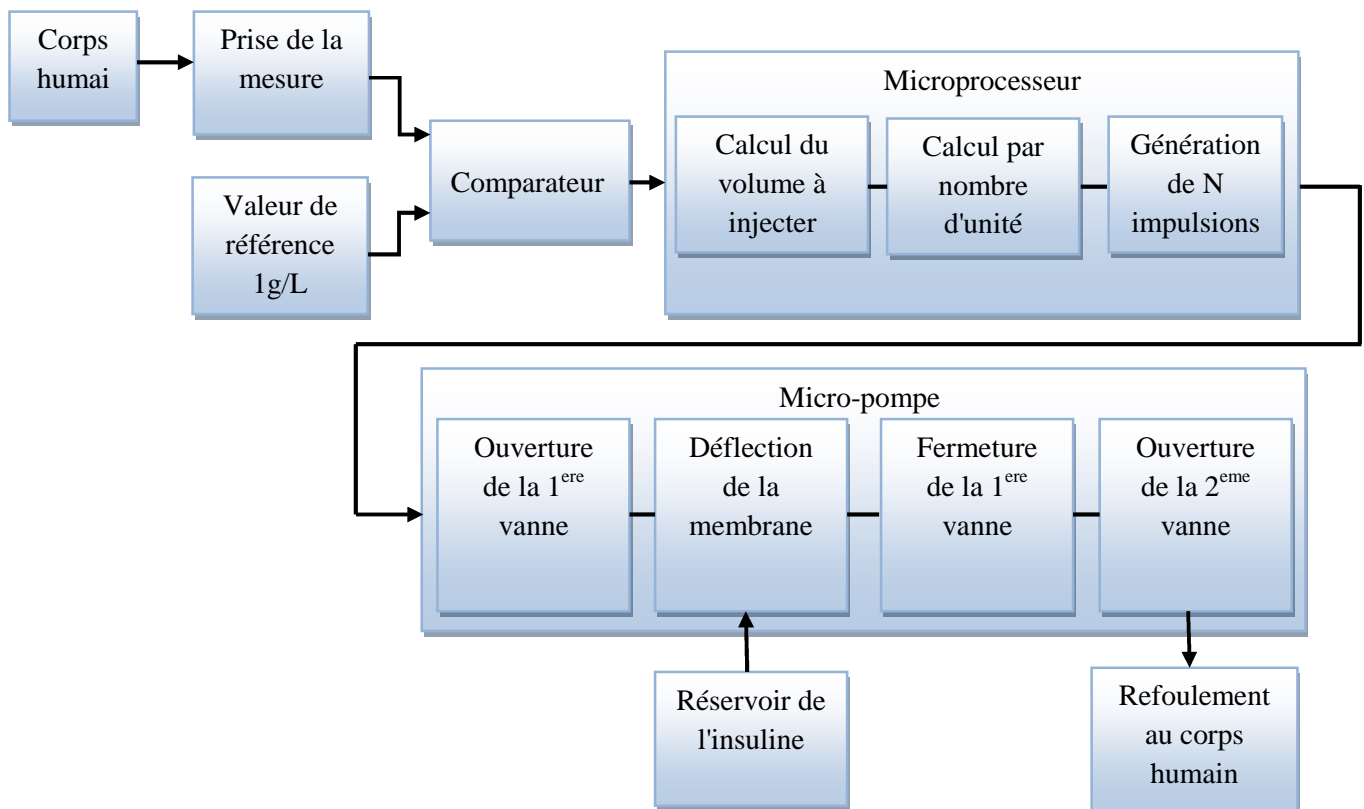 Corps
humai
Prise de la
mesure
Valeur de
référence
1g/L
Comparateur
Microprocesseur
Calcul du
volume à
injecter
Calcul par
nombre
d'unité
Génération
de N
impulsions
Micro-pompe
Ouverture
de la 1ere
vanne
Déflection
de la
membrane
Fermeture
de la 1ere
vanne
Ouverture
de la 2eme
vanne
Réservoir de
l'insuline
Refoulement
au corps
humain